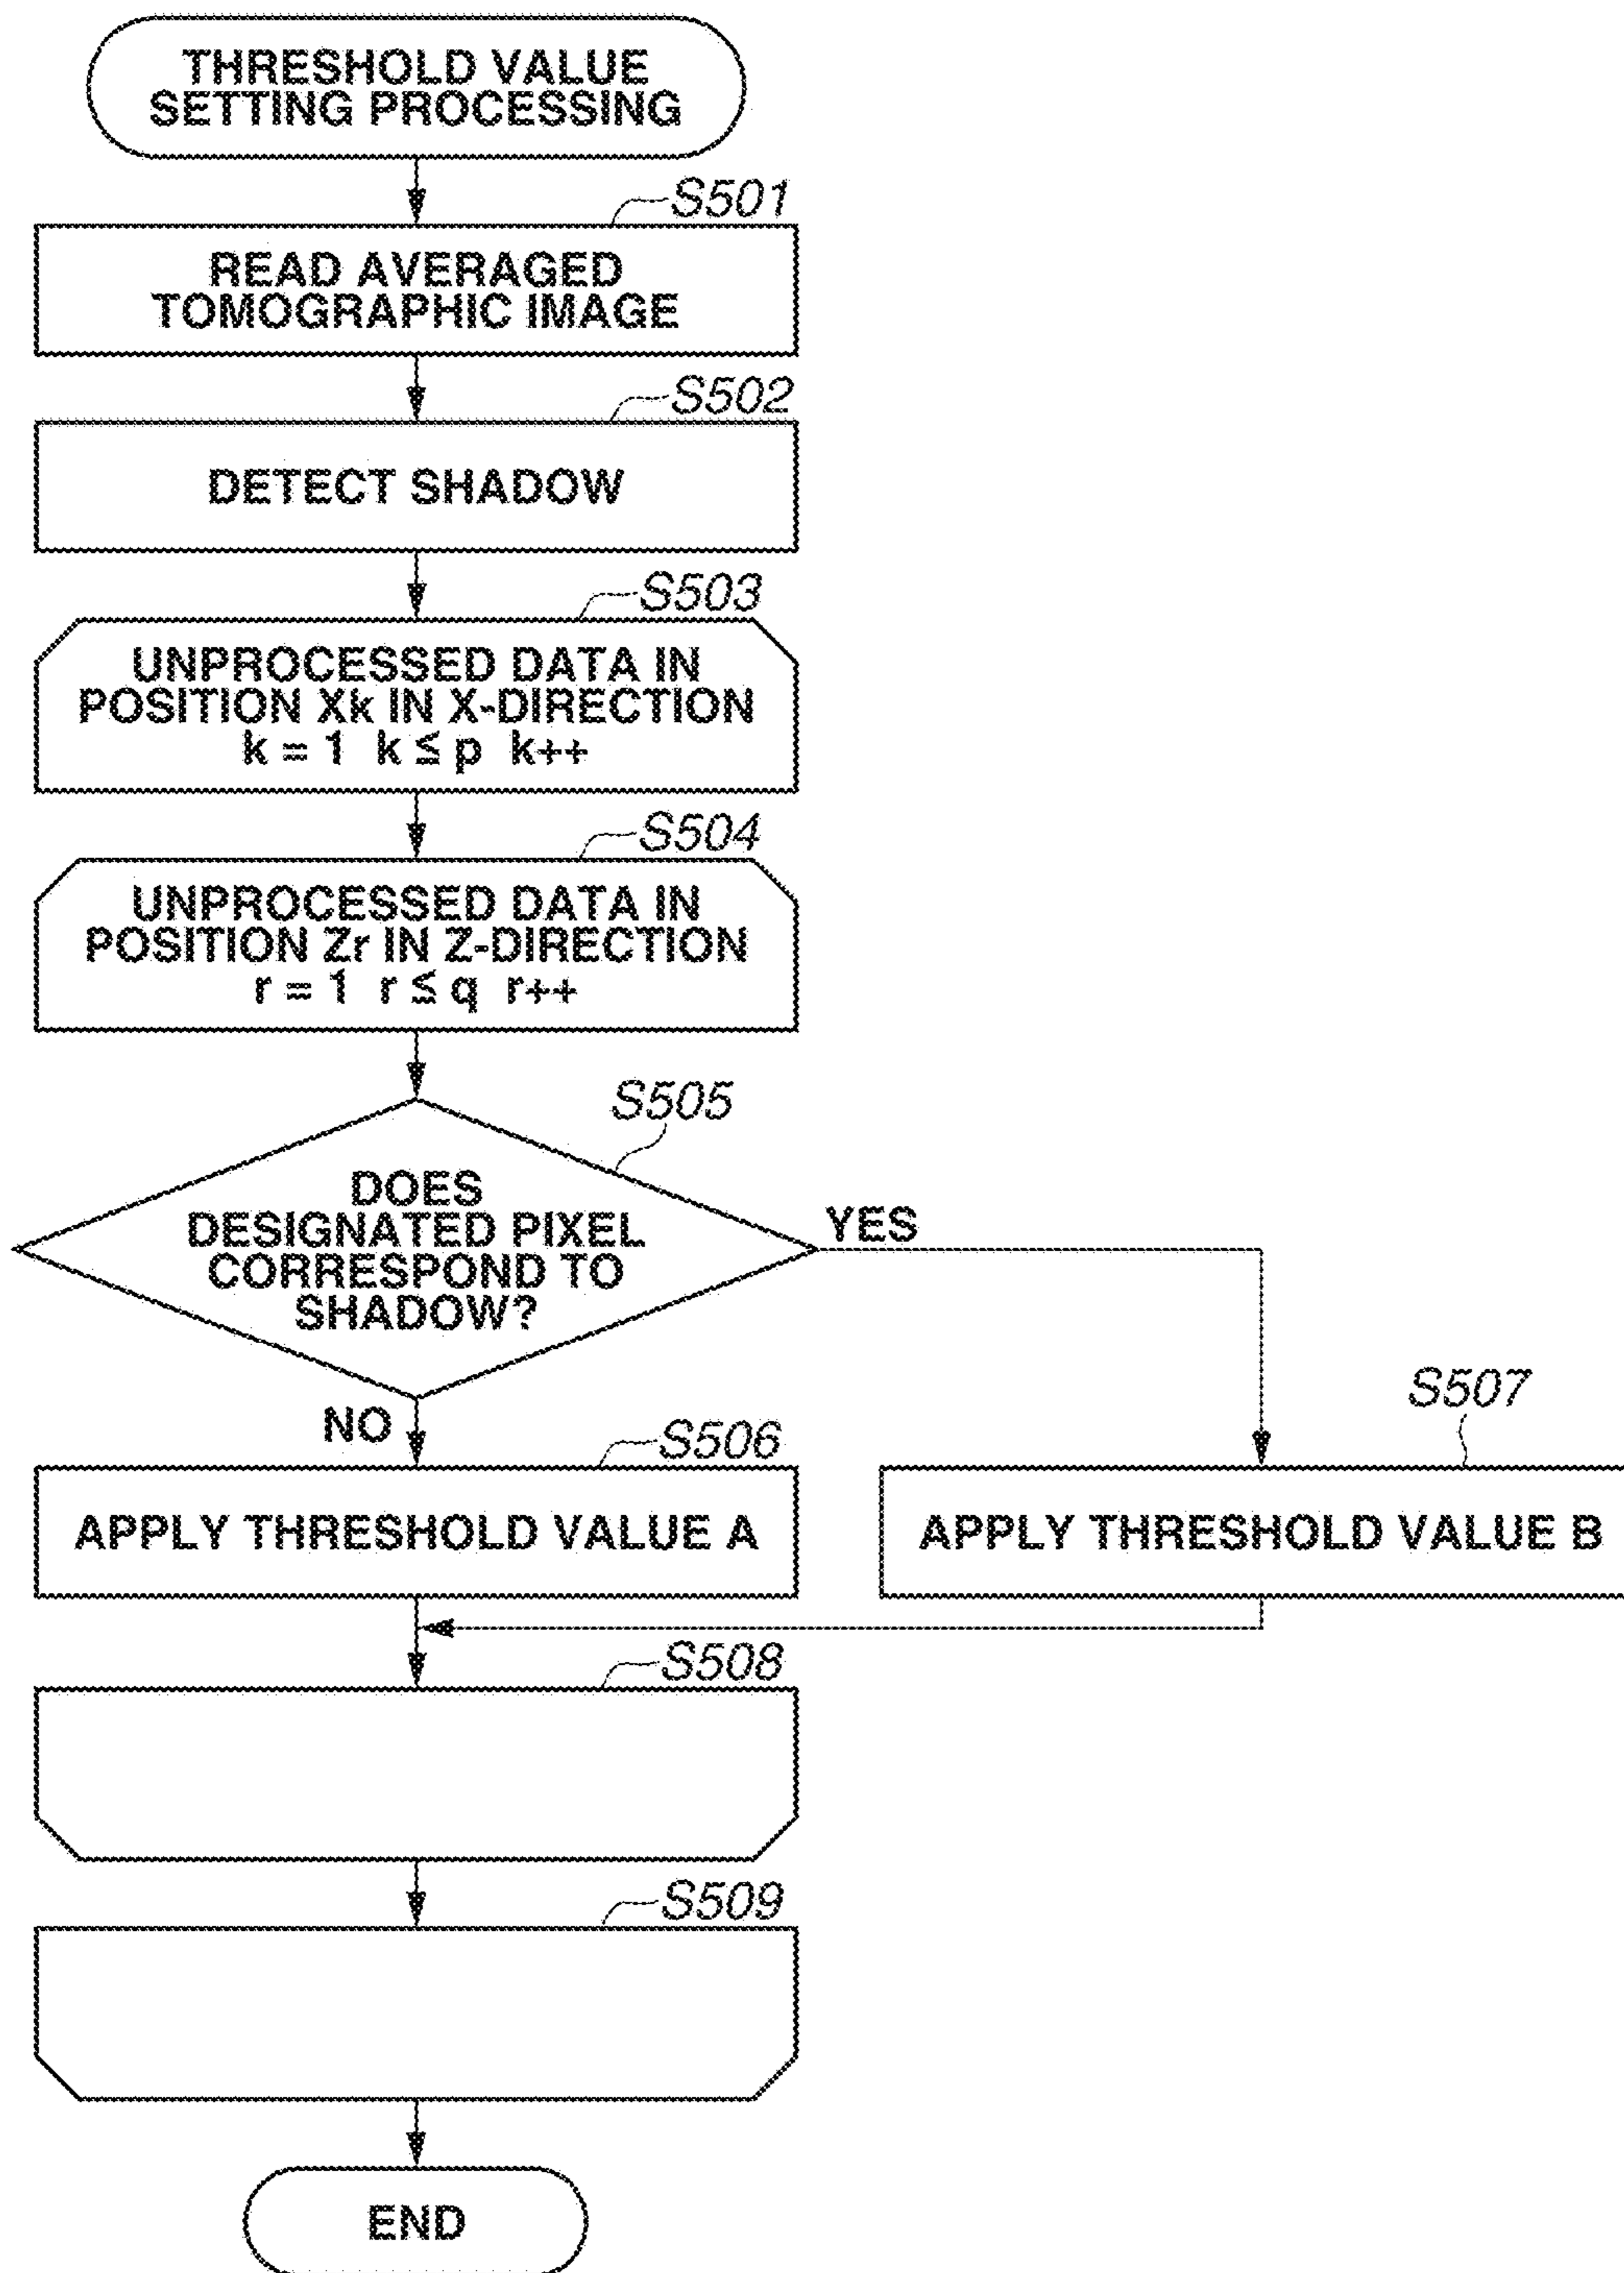 THRESHOLD VALUE
SETTING PROCESSING
S501
READ AVERAGED
TOMOGRAPHIC IMAGE
S502
DETECT SHADOW
S503
UNPROCESSED DATA IN
POSITION Xk IN X-DIRECTION
k = 1 k ≦ p k++
S504
UNPROCESSED DATA IN
POSITION Zr IN Z-DIRECTION
r = 1 r ≦ q r++
S505
DOES
DESIGNATED PIXEL
CORRESPOND TO
SHADOW?
YES
NO
S506
APPLY THRESHOLD VALUE A
S507
APPLY THRESHOLD VALUE B
S508
S509
END